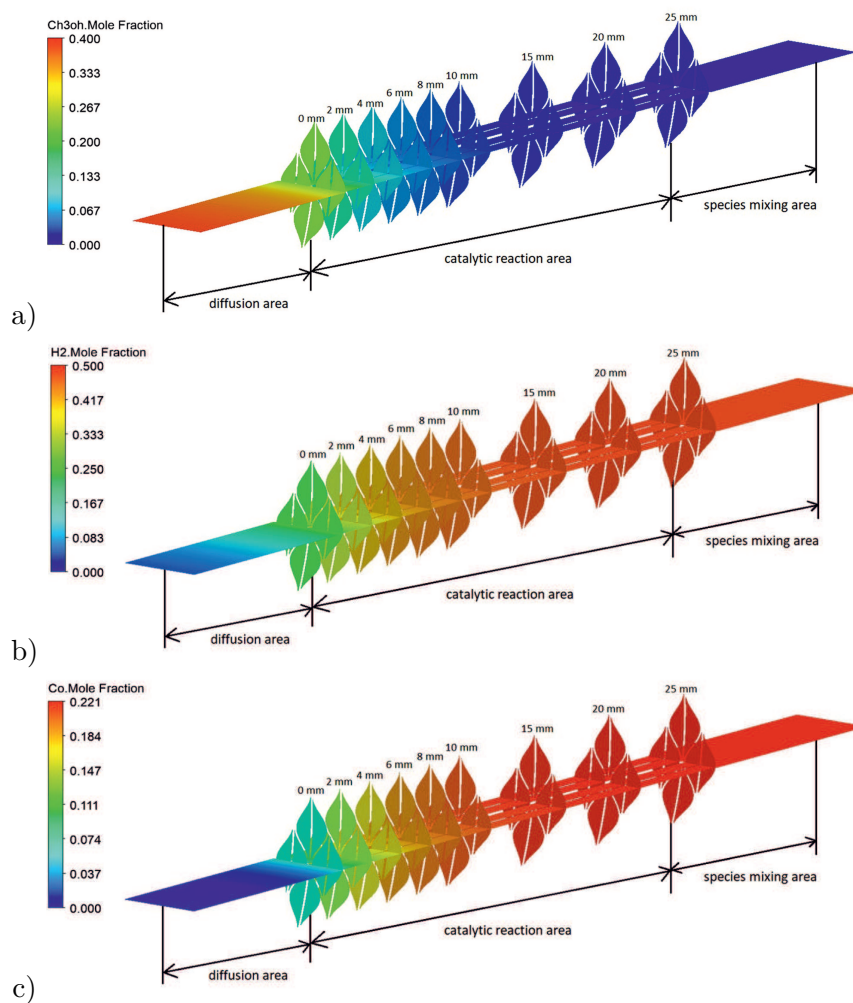 Ch3oh.Mole Fraction
0.400
0.333
0.267
0.200
0.133
0.067
0.000
0 mm
2 mm
4 mm
6 mm
8 mm
10 mm
15 mm
20 mm
25 mm
species mixing area
catalytic reaction area
diffusion area
a)
H2.Mole Fraction
0.500
0.417
0.333
0.250
0.167
0.083
0.000
0 mm
2 mm
4 mm
6 mm
8 mm
10 mm
15 mm
20 mm
25 mm
species mixing area
catalytic reaction area
diffusion area
b)
Co.Mole Fraction
0.221
0.184
0.147
0.111
0.074
0.037
0.000
0 mm
2 mm
4 mm
6 mm
8 mm
10 mm
15 mm
20 mm
25 mm
species mixing area
catalytic reaction area
diffusion area
c)